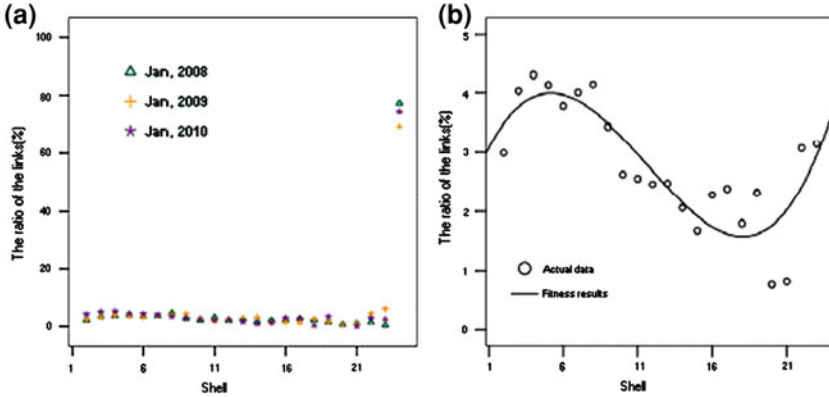 (a)
100
80
60
40
20
0
The ratio of the links[%]
Jan, 2008
Jan, 2009
Jan, 2010
1 6 11 16 21
Shell
(b)
5
4
3
2
1
0
The ratio of the links[%]
Actual data
Fitness results
1 6 11 16 21
Shell